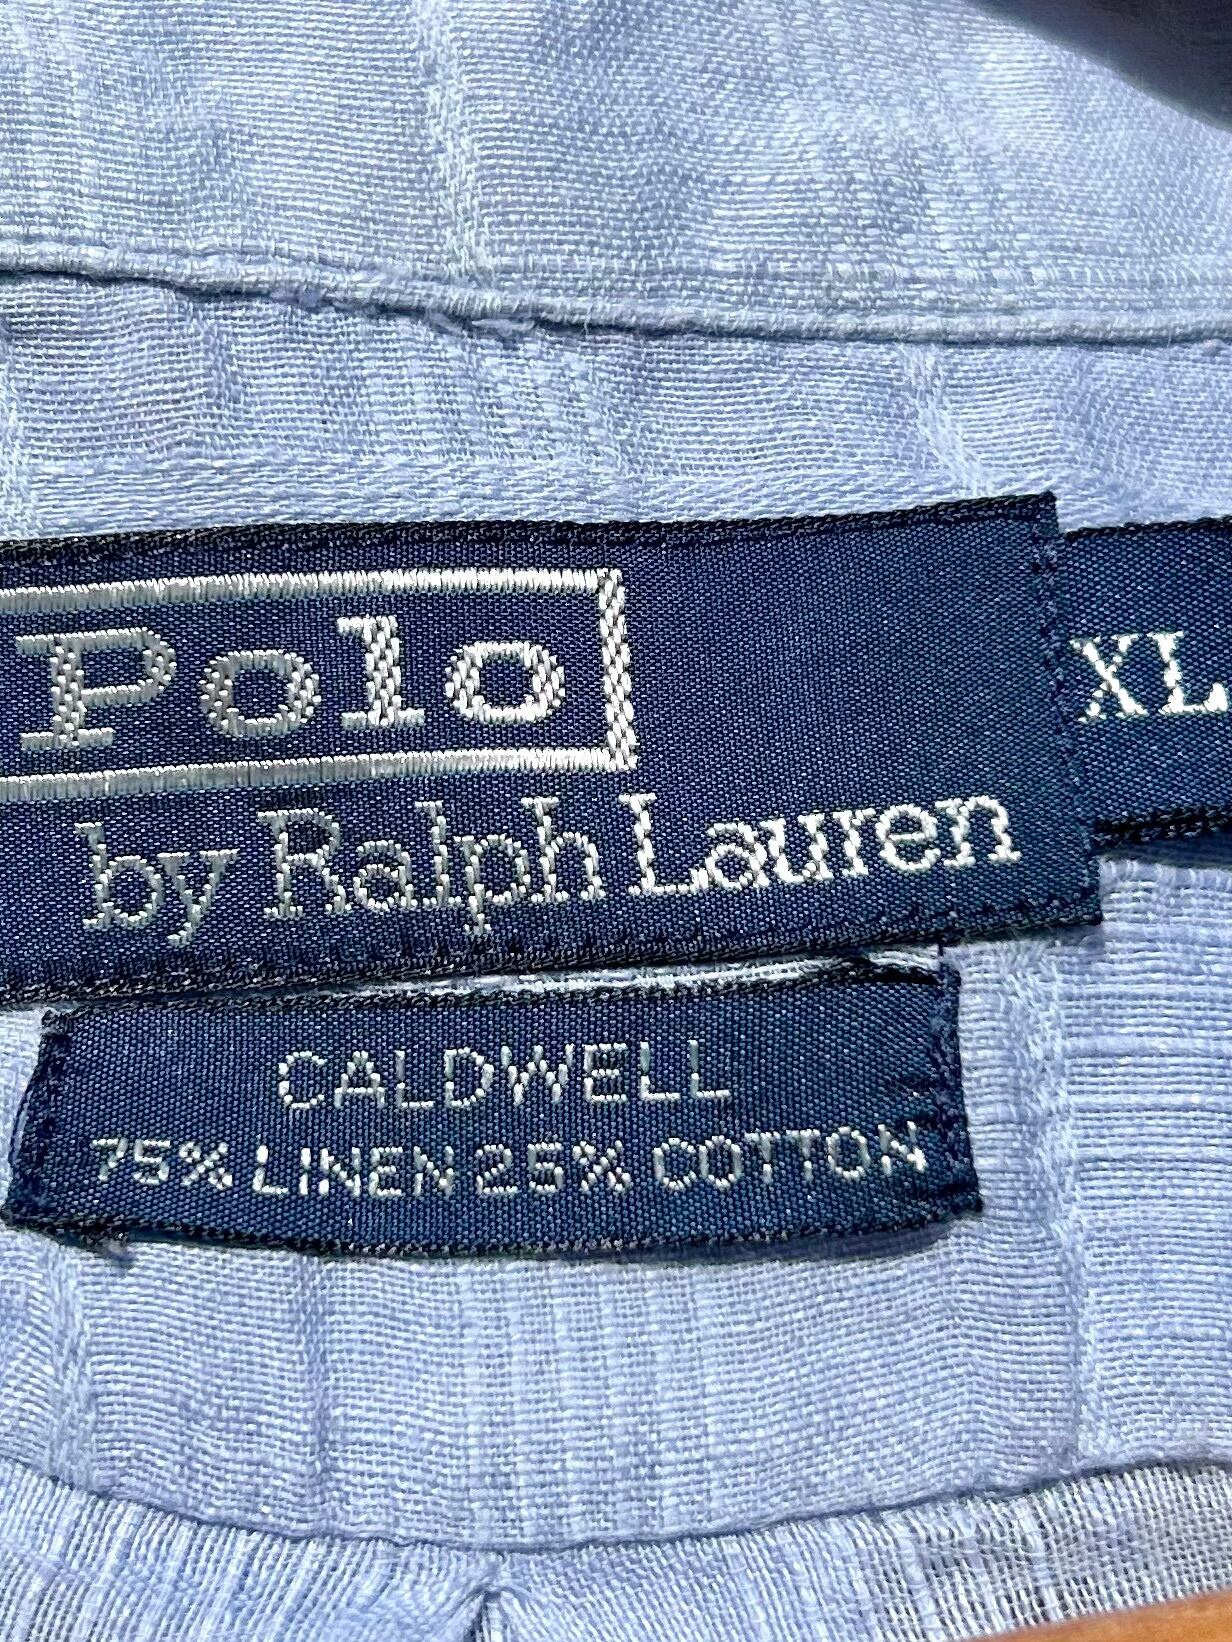 Polo
by Ralph Lauren
XL
CALDWELL
75% LINEN 25% COTTON